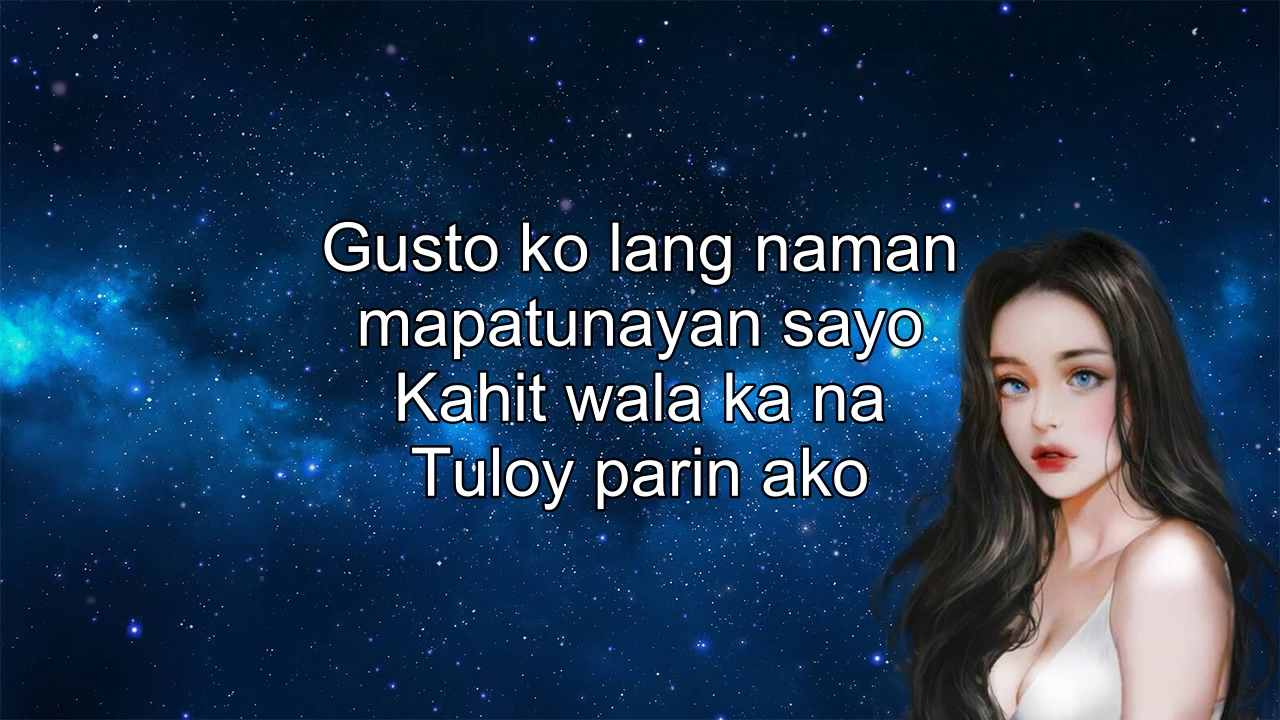 Gusto ko lang naman
mapatunayan sayo
Kahit wala ka na
Tuloy parin ako